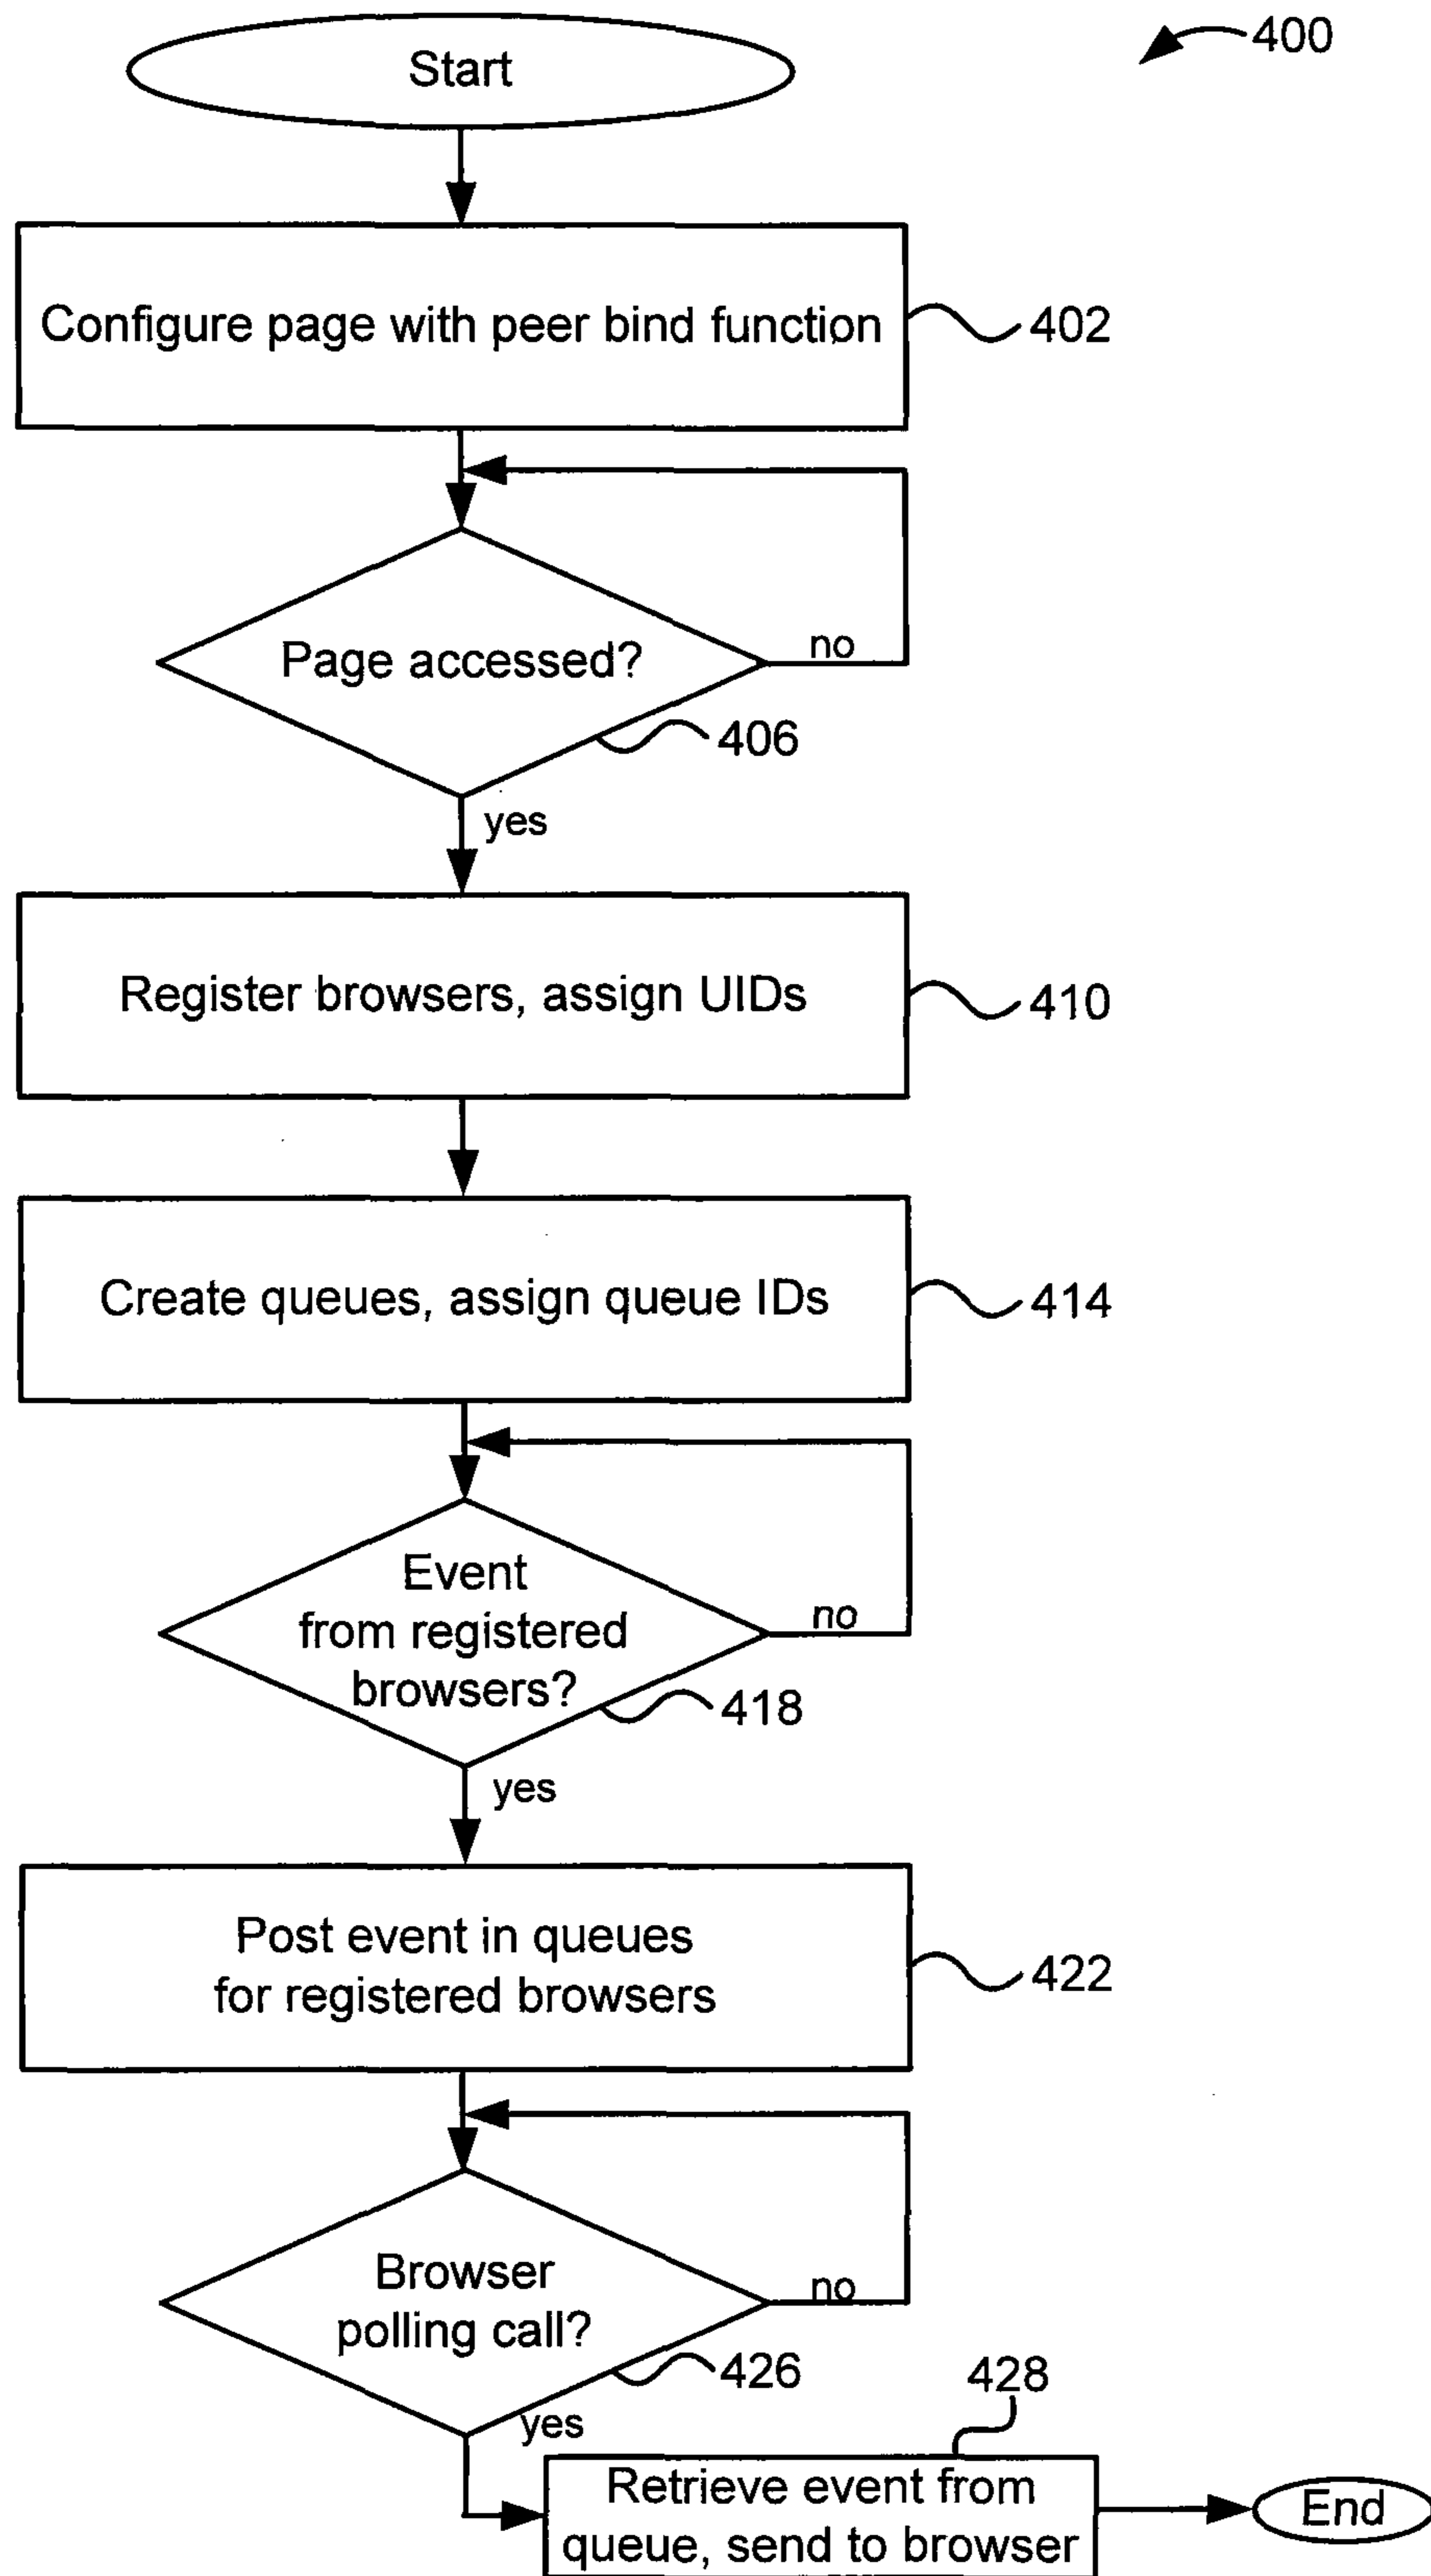 400
Start
Configure page with peer bind function
402
Page accessed?
no
406
yes
Register browsers, assign UIDs
410
Create queues, assign queue IDs
414
Event
from registered
browsers?
no
418
yes
Post event in queues
for registered browsers
422
Browser
polling call?
no
426
yes
428
Retrieve event from
queue, send to browser
End